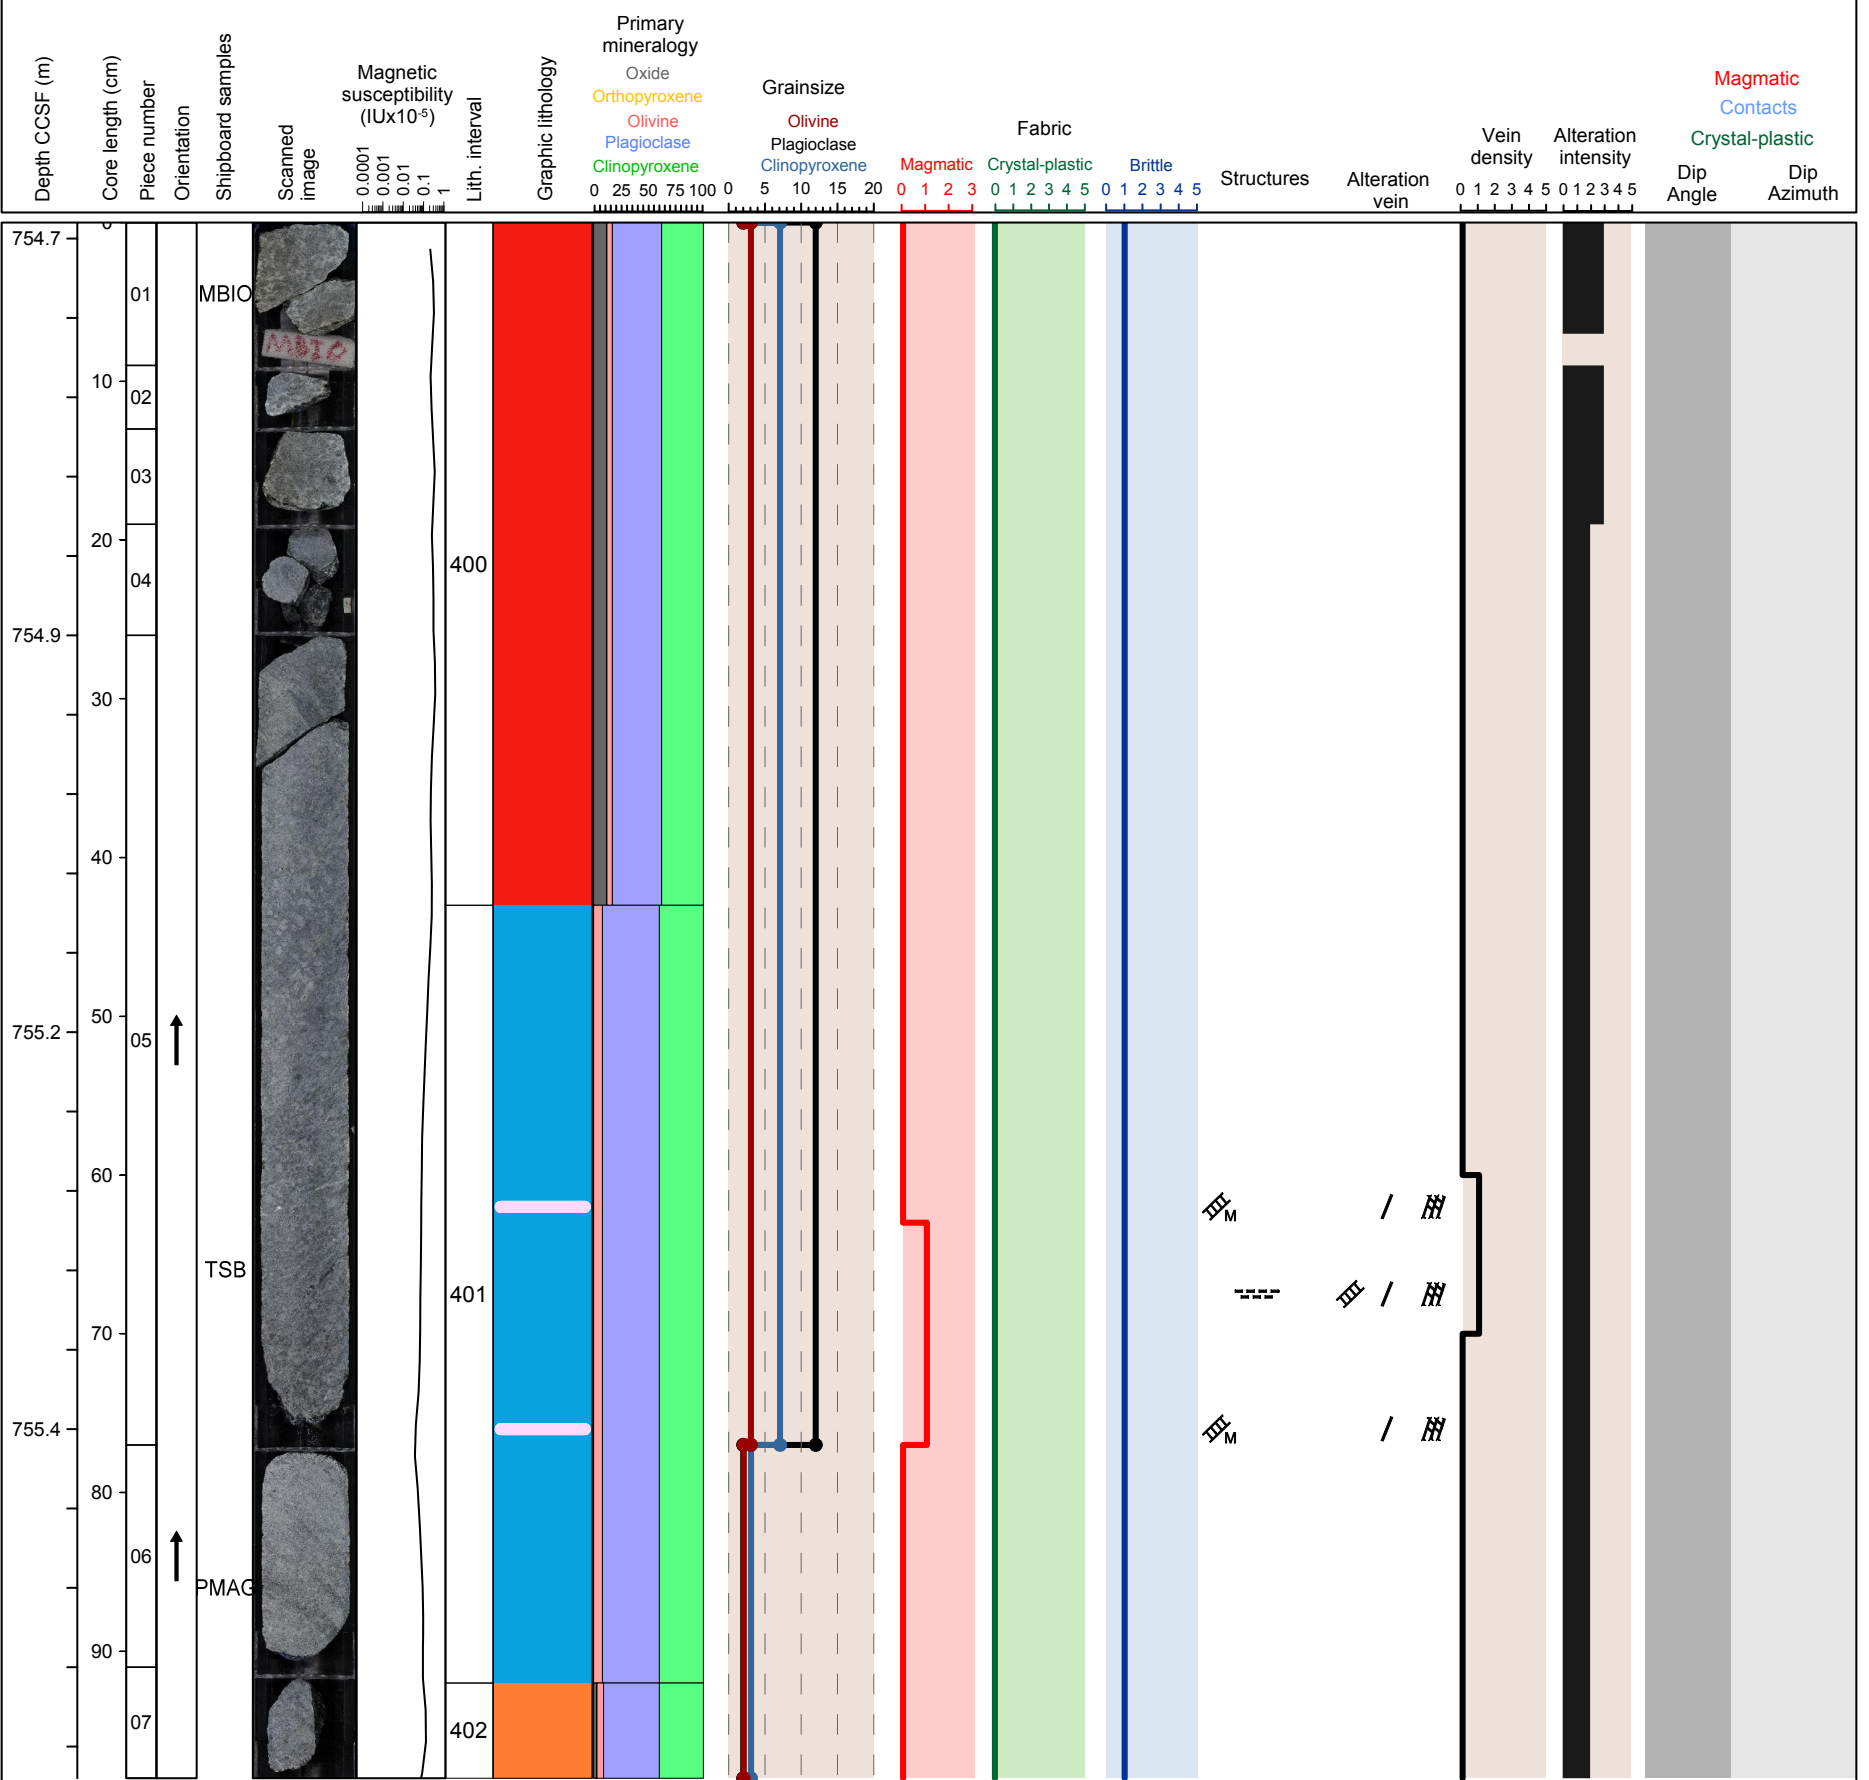 Depth CCSF (m)
Core length (cm)
Piece number
Orientation
Shipboard samples
Scanned
image
Magnetic
susceptibility
(IUx10-5)
0.0001
0.001
0.01
0.1
1
Lith. interval
Graphic lithology
Primary
mineralogy
Oxide
Orthopyroxene
Olivine
Plagioclase
Clinopyroxene
0 25 50 75 100
Grainsize
Olivine
Plagioclase
Clinopyroxene
0 5 10 15 20
Fabric
Magmatic
0 1 2 3
Crystal-plastic
0 1 2 3 4 5
Brittle
0 1 2 3 4 5
Structures
Alteration
vein
Vein
density
0 1 2 3 4 5
Alteration
intensity
0 1 2 3 4 5
Magmatic
Contacts
Crystal-plastic
Dip
Angle
Dip
Azimuth
0
754.7
01
MBIO
MBIO
10
02
03
20
400
04
754.9
30
40
50
755.2
05
60
M
TSB
401
70
755.4
M
80
06
PMAG
90
07
402